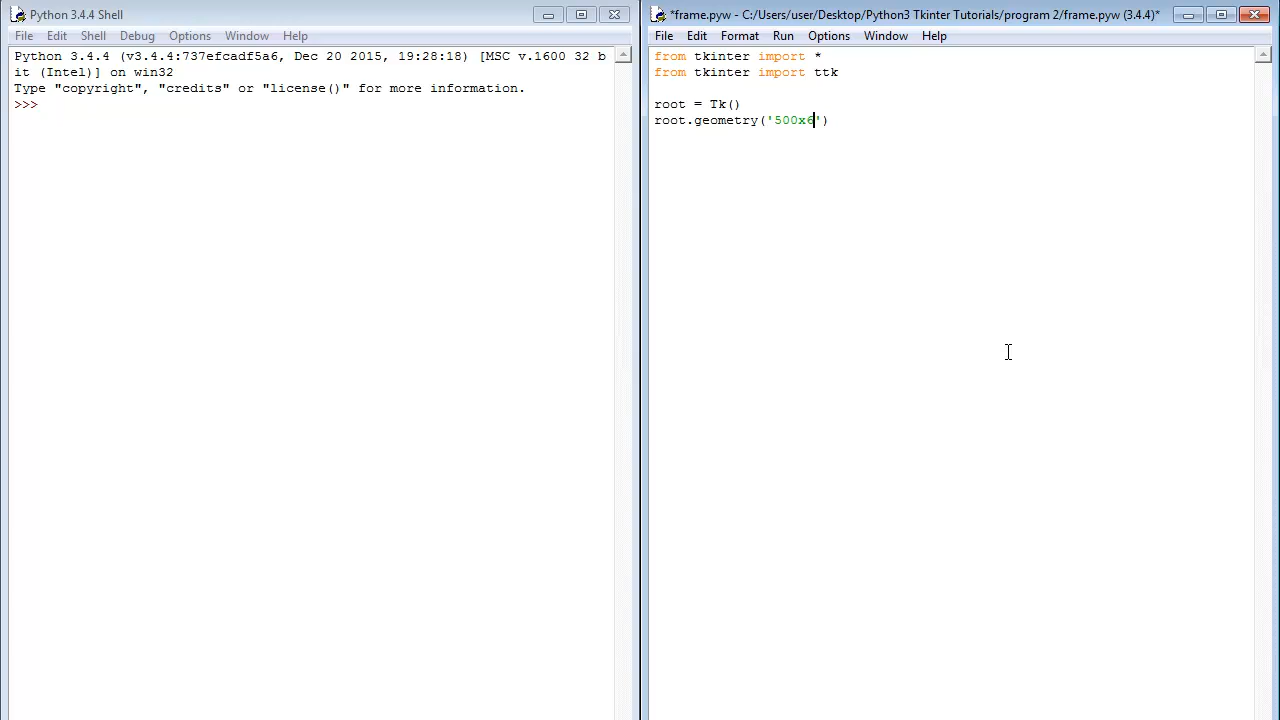 Python 3.4.4 Shell
File Edit Shell Debug Options Window Help
Python 3.4.4 (v3.4.4:737efcadf5a6, Dec 20 2015, 19:28:18) [MSC v.1600 32 b
it (Intel)] on win32
Type "copyright", "credits" or "license()" for more information.
>>>
*frame.pyw - C:/Users/user/Desktop/Python3 Tkinter Tutorials/program 2/frame.pyw (3.4.4)*
File Edit Format Run Options Window Help
from tkinter import *
from tkinter import ttk
root = Tk()
root.geometry('500x6')